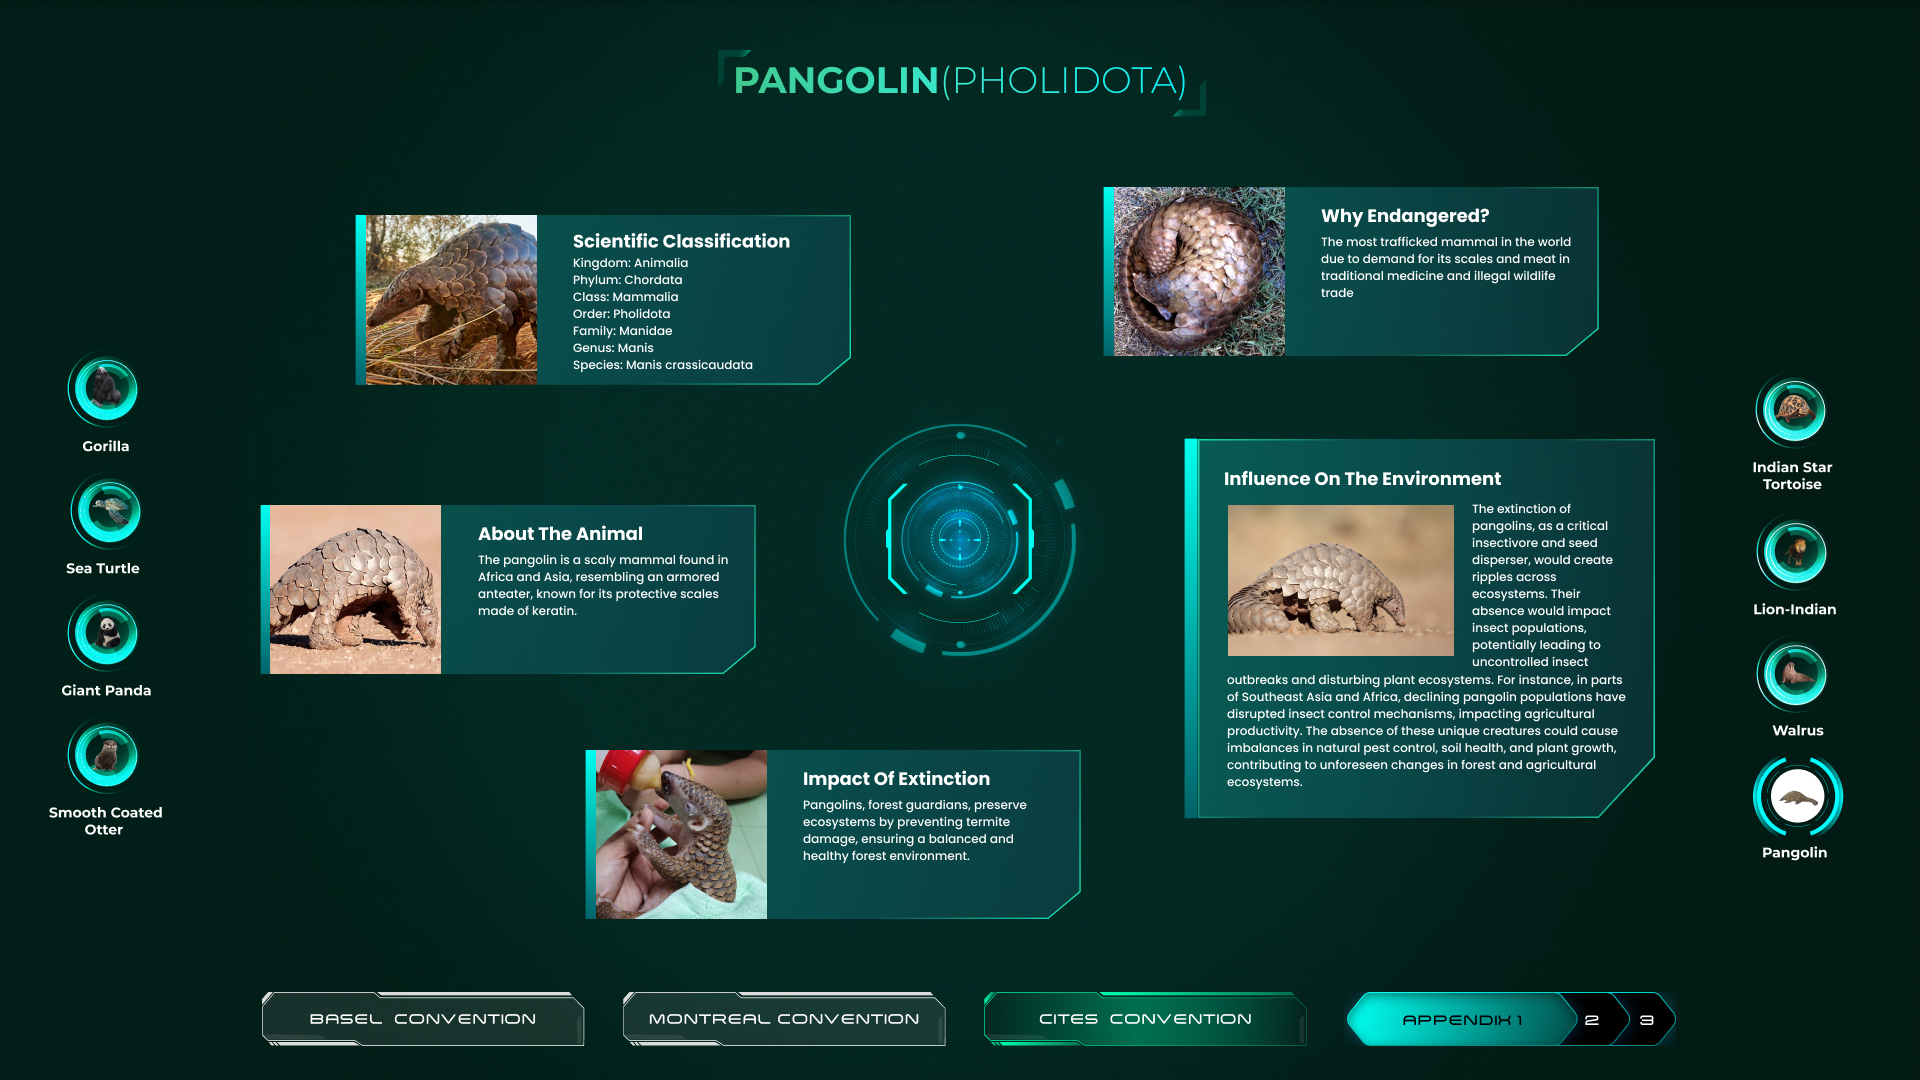 PANGOLIN(PHOLIDOTA)
Scientific Classification
Kingdom: Animalia
Phylum: Chordata
Class: Mammalia
Order: Pholidota
Family: Manidae
Genus: Manis
Species: Manis crassicaudata
Why Endangered?
The most trafficked mammal in the world
due to demand for its scales and meat in
traditional medicine and illegal wildlife
trade
Gorilla
Sea Turtle
Giant Panda
Smooth Coated
Otter
About The Animal
The pangolin is a scaly mammal found in
Africa and Asia, resembling an armored
anteater, known for its protective scales
made of keratin.
Influence On The Environment
The extinction of
pangolins, as a critical
insectivore and seed
disperser, would create
ripples across
ecosystems. Their
absence would impact
insect populations,
potentially leading to
uncontrolled insect
outbreaks and disturbing plant ecosystems. For instance, in parts
of Southeast Asia and Africa, declining pangolin populations have
disrupted insect control mechanisms, impacting agricultural
productivity. The absence of these unique creatures could cause
imbalances in natural pest control, soil health, and plant growth,
contributing to unforeseen changes in forest and agricultural
ecosystems.
Indian Star
Tortoise
Lion-Indian
Walrus
Pangolin
Impact Of Extinction
Pangolins, forest guardians, preserve
ecosystems by preventing termite
damage, ensuring a balanced and
healthy forest environment.
BASEL CONVENTION
MONTREAL CONVENTION
CITES CONVENTION
APPENDIX 1
2
3